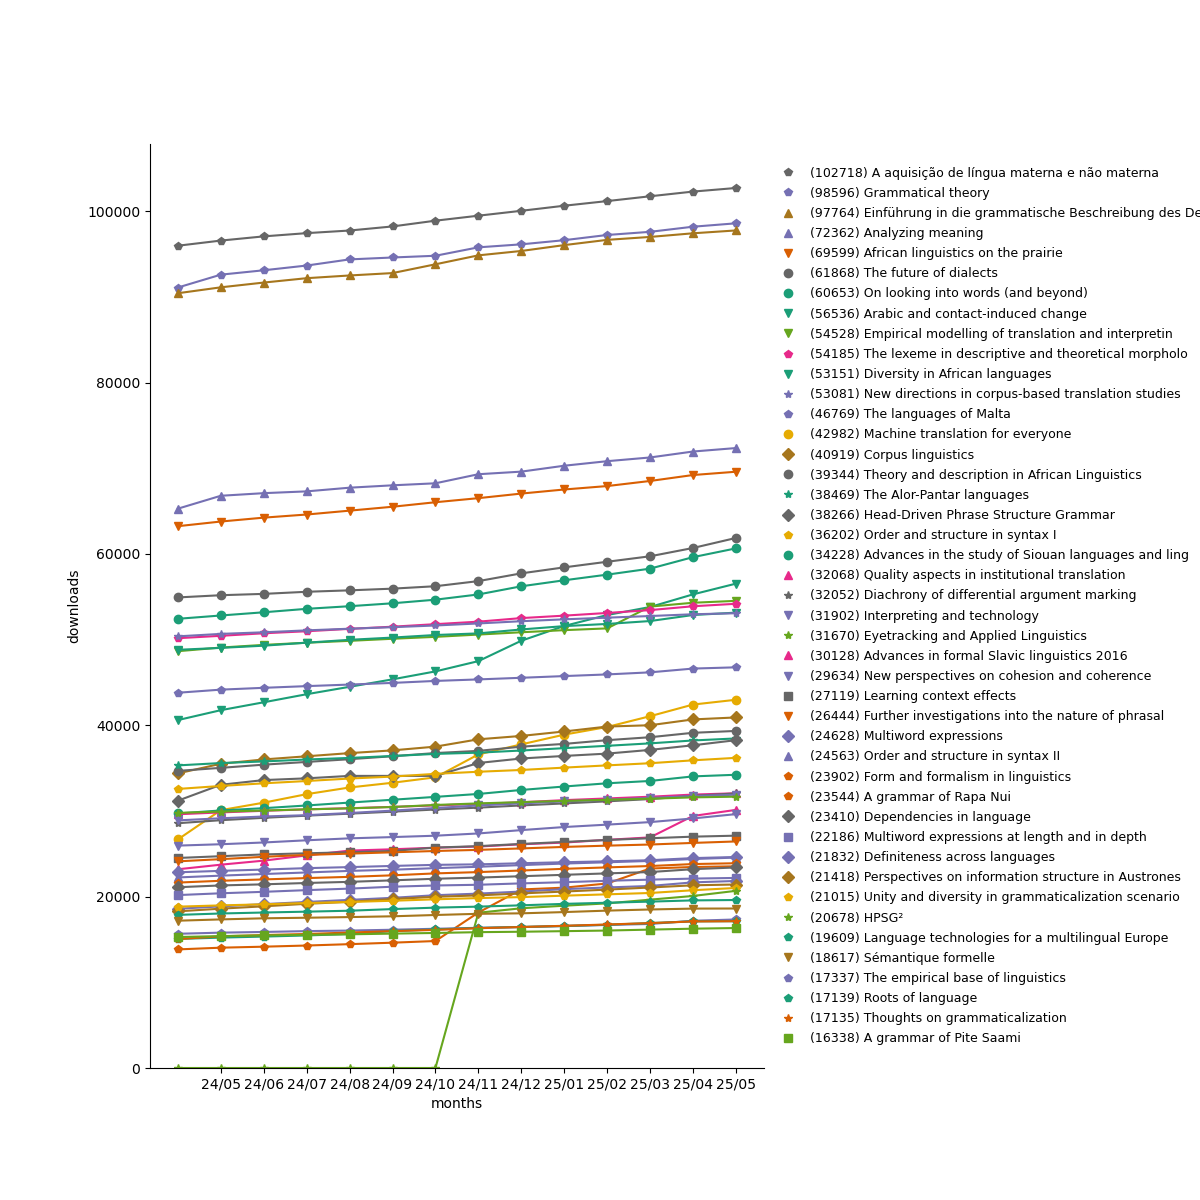 100000
80000
60000
40000
20000
0
downloads
24/05 24/06 24/07 24/08 24/09 24/10 24/11 24/12 25/01 25/02 25/03 25/04 25/05
months
(102718) A aquisição de língua materna e não materna
(98596) Grammatical theory
(97764) Einführung in die grammatische Beschreibung des De
(72362) Analyzing meaning
(69599) African linguistics on the prairie
(61868) The future of dialects
(60653) On looking into words (and beyond)
(56536) Arabic and contact-induced change
(54528) Empirical modelling of translation and interpretin
(54185) The lexeme in descriptive and theoretical morpholo
(53151) Diversity in African languages
(53081) New directions in corpus-based translation studies
(46769) The languages of Malta
(42982) Machine translation for everyone
(40919) Corpus linguistics
(39344) Theory and description in African Linguistics
(38469) The Alor-Pantar languages
(38266) Head-Driven Phrase Structure Grammar
(36202) Order and structure in syntax I
(34228) Advances in the study of Siouan languages and ling
(32068) Quality aspects in institutional translation
(32052) Diachrony of differential argument marking
(31902) Interpreting and technology
(31670) Eyetracking and Applied Linguistics
(30128) Advances in formal Slavic linguistics 2016
(29634) New perspectives on cohesion and coherence
(27119) Learning context effects
(26444) Further investigations into the nature of phrasal
(24628) Multiword expressions
(24563) Order and structure in syntax II
(23902) Form and formalism in linguistics
(23544) A grammar of Rapa Nui
(23410) Dependencies in language
(22186) Multiword expressions at length and in depth
(21832) Definiteness across languages
(21418) Perspectives on information structure in Austrones
(21015) Unity and diversity in grammaticalization scenario
(20678) HPSG²
(19609) Language technologies for a multilingual Europe
(18617) Sémantique formelle
(17337) The empirical base of linguistics
(17139) Roots of language
(17135) Thoughts on grammaticalization
(16338) A grammar of Pite Saami